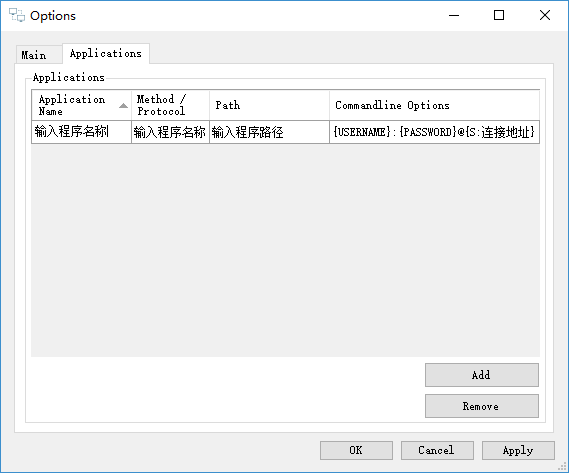 Options
Main
Applications
Applications
Application Name
Method / Protocol
Path
Commandline Options
输入程序名称
输入程序名称
输入程序路径
{USERNAME}:{PASSWORD}@{S:连接地址}
Add
Remove
OK
Cancel
Apply